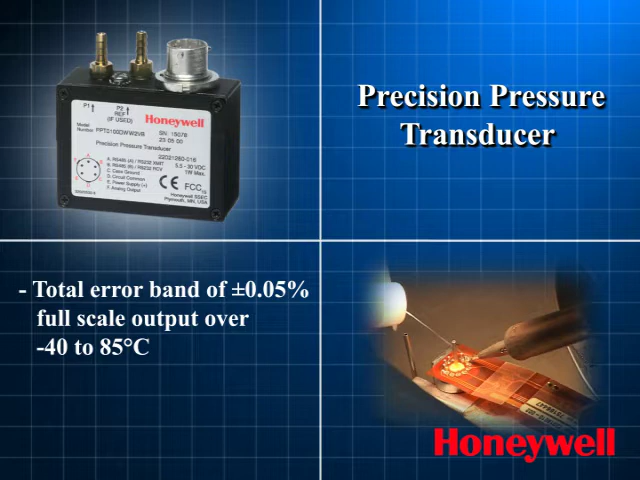 Precision Pressure
Transducer
P1
P2
REF
(IF USED)
Honeywell
Model
Number
PPT0100DWW2VB
SN: 15078
23 05 00
Precision Pressure Transducer
22021280-016
A. RS485 (A) / RS232 XMT
5.5 - 30 VDC
B. RS485 (B) / RS232 RCV
1W Max.
C. Case Ground
D. Circuit Common
E. Power Supply (+)
F. Analog Output
CE FCC
Honeywell SSEC
Plymouth, MN, USA
- Total error band of ±0.05%
full scale output over
-40 to 85°C
Honeywell